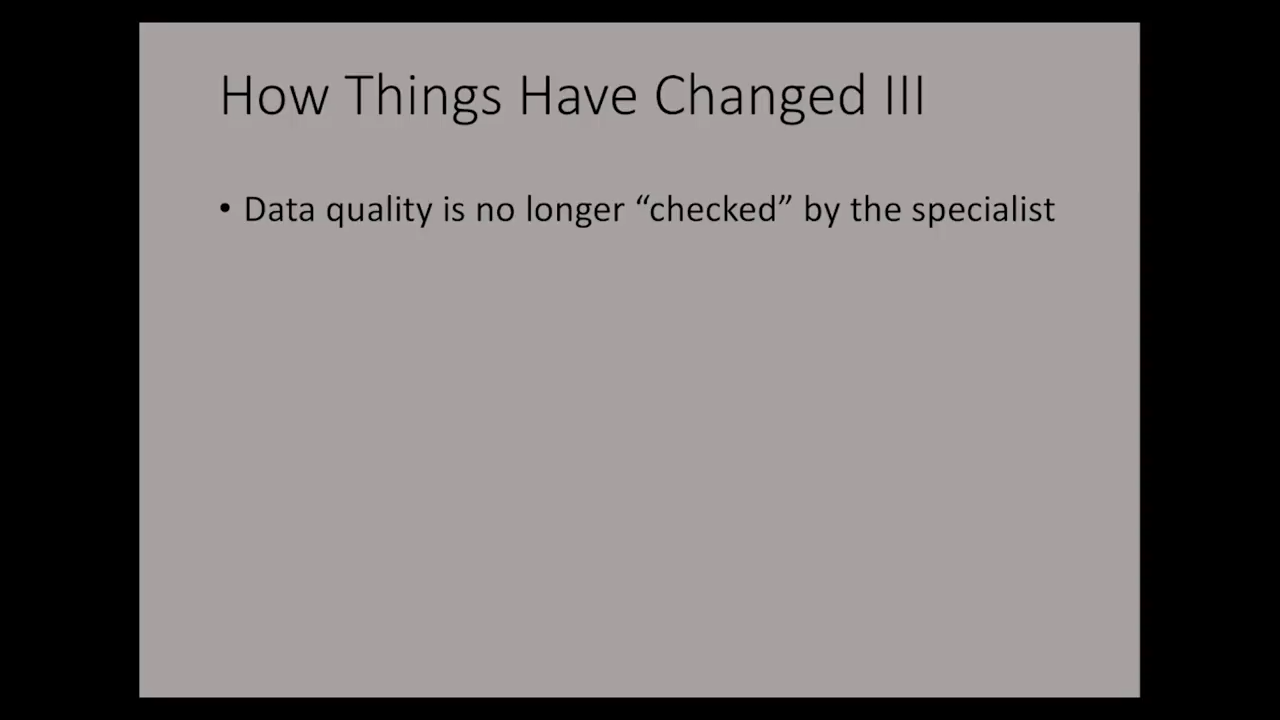 How Things Have Changed III
• Data quality is no longer “checked” by the specialist